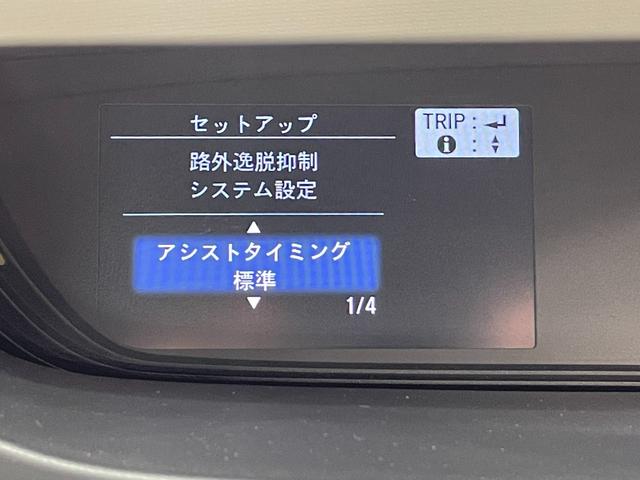 セットアップ
TRIP : ↲
ℹ : ▲▼
路外逸脱抑制
システム設定
▲
アシストタイミング
標準
▼
1/4